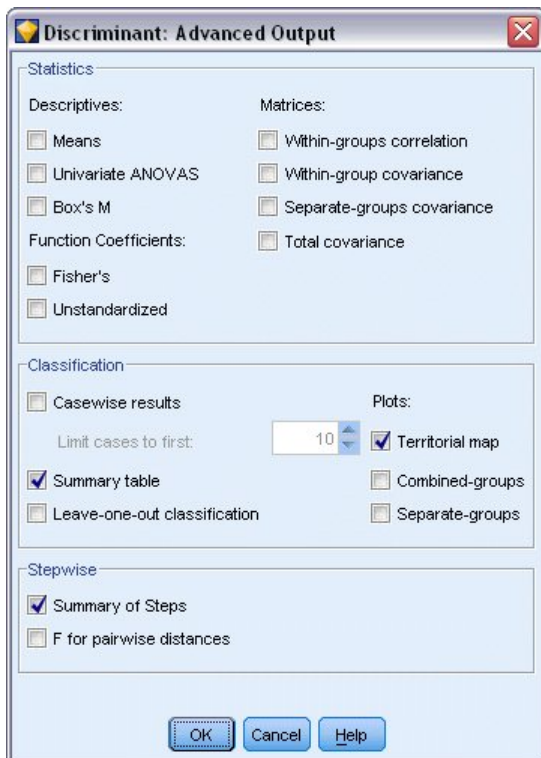 Discriminant: Advanced Output
Statistics
Descriptives:
Means
Univariate ANOVAS
Box's M
Function Coefficients:
Fisher's
Unstandardized
Matrices:
Within-groups correlation
Within-group covariance
Separate-groups covariance
Total covariance
Classification
Casewise results
Limit cases to first: 10
Summary table
Leave-one-out classification
Plots:
Territorial map
Combined-groups
Separate-groups
Stepwise
Summary of Steps
F for pairwise distances
OK Cancel Help